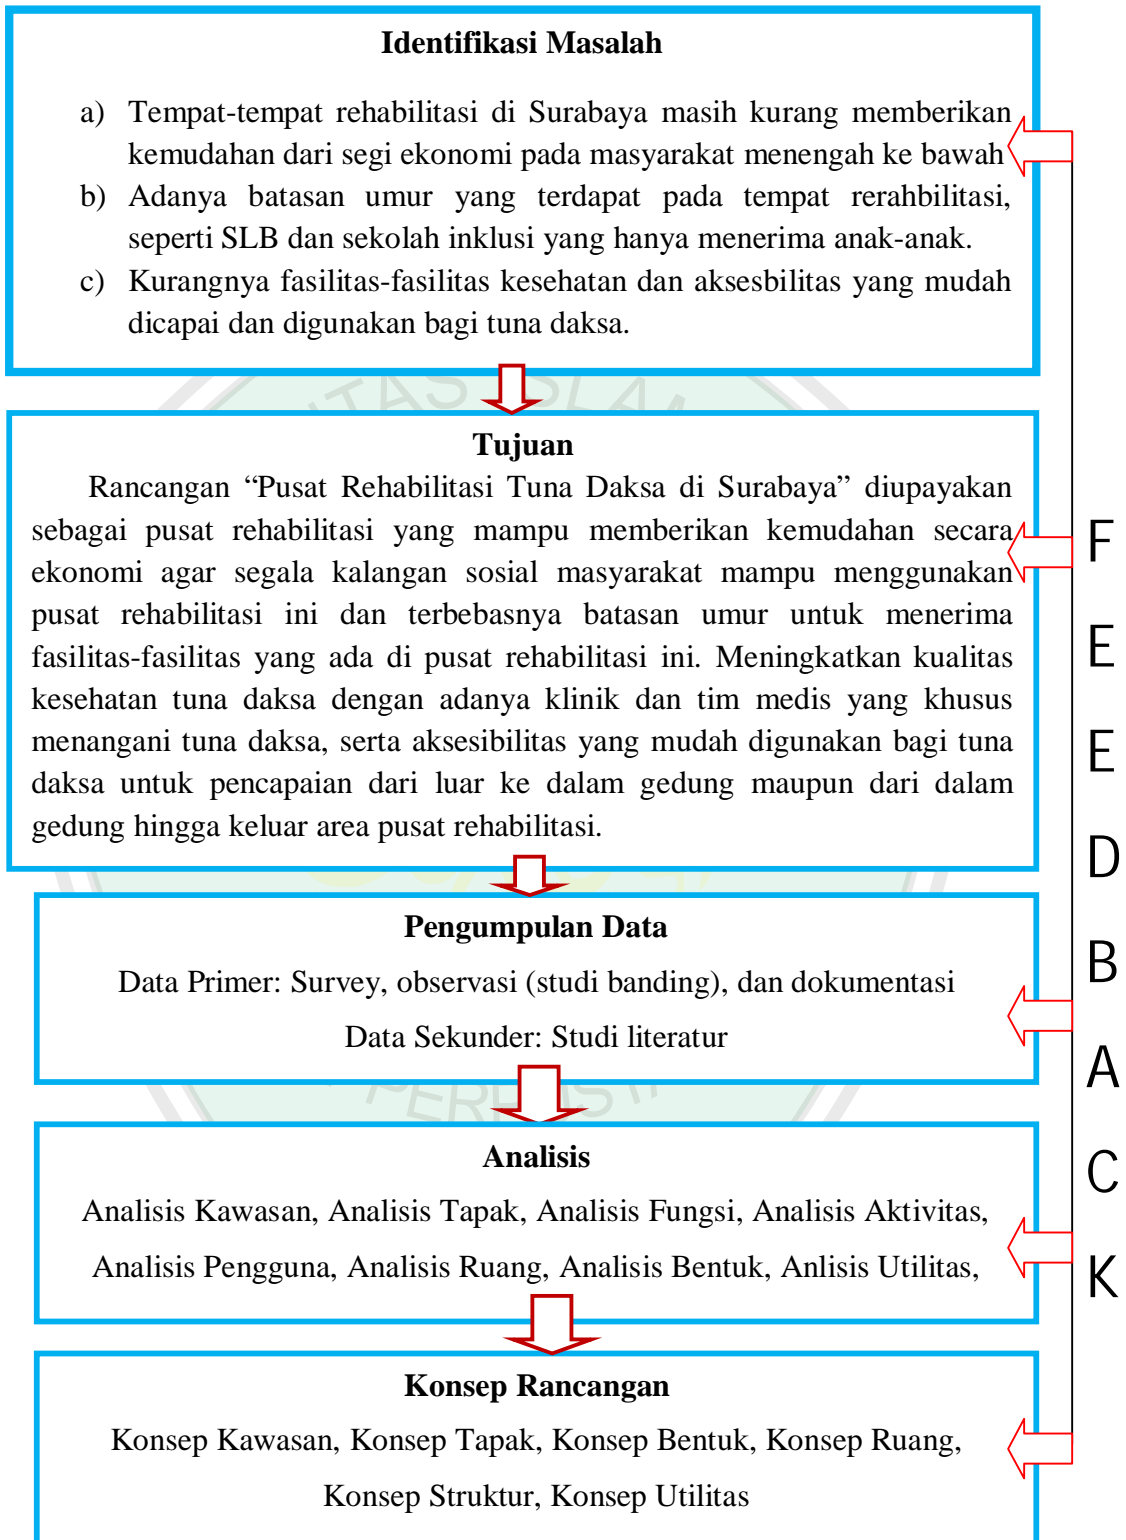 Identifikasi Masalah
a) Tempat-tempat rehabilitasi di Surabaya masih kurang memberikan
kemudahan dari segi ekonomi pada masyarakat menengah ke bawah
b) Adanya batasan umur yang terdapat pada tempat rerahbilitasi,
seperti SLB dan sekolah inklusi yang hanya menerima anak-anak.
c) Kurangnya fasilitas-fasilitas kesehatan dan aksesbilitas yang mudah
dicapai dan digunakan bagi tuna daksa.
Tujuan
Rancangan “Pusat Rehabilitasi Tuna Daksa di Surabaya” diupayakan
sebagai pusat rehabilitasi yang mampu memberikan kemudahan secara
ekonomi agar segala kalangan sosial masyarakat mampu menggunakan
pusat rehabilitasi ini dan terbebasnya batasan umur untuk menerima
fasilitas-fasilitas yang ada di pusat rehabilitasi ini. Meningkatkan kualitas
kesehatan tuna daksa dengan adanya klinik dan tim medis yang khusus
menangani tuna daksa, serta aksesibilitas yang mudah digunakan bagi tuna
daksa untuk pencapaian dari luar ke dalam gedung maupun dari dalam
gedung hingga keluar area pusat rehabilitasi.
Pengumpulan Data
Data Primer: Survey, observasi (studi banding), dan dokumentasi
Data Sekunder: Studi literatur
Analisis
Analisis Kawasan, Analisis Tapak, Analisis Fungsi, Analisis Aktivitas,
Analisis Pengguna, Analisis Ruang, Analisis Bentuk, Anlisis Utilitas,
Konsep Rancangan
Konsep Kawasan, Konsep Tapak, Konsep Bentuk, Konsep Ruang,
Konsep Struktur, Konsep Utilitas
F
E
E
D
B
A
C
K